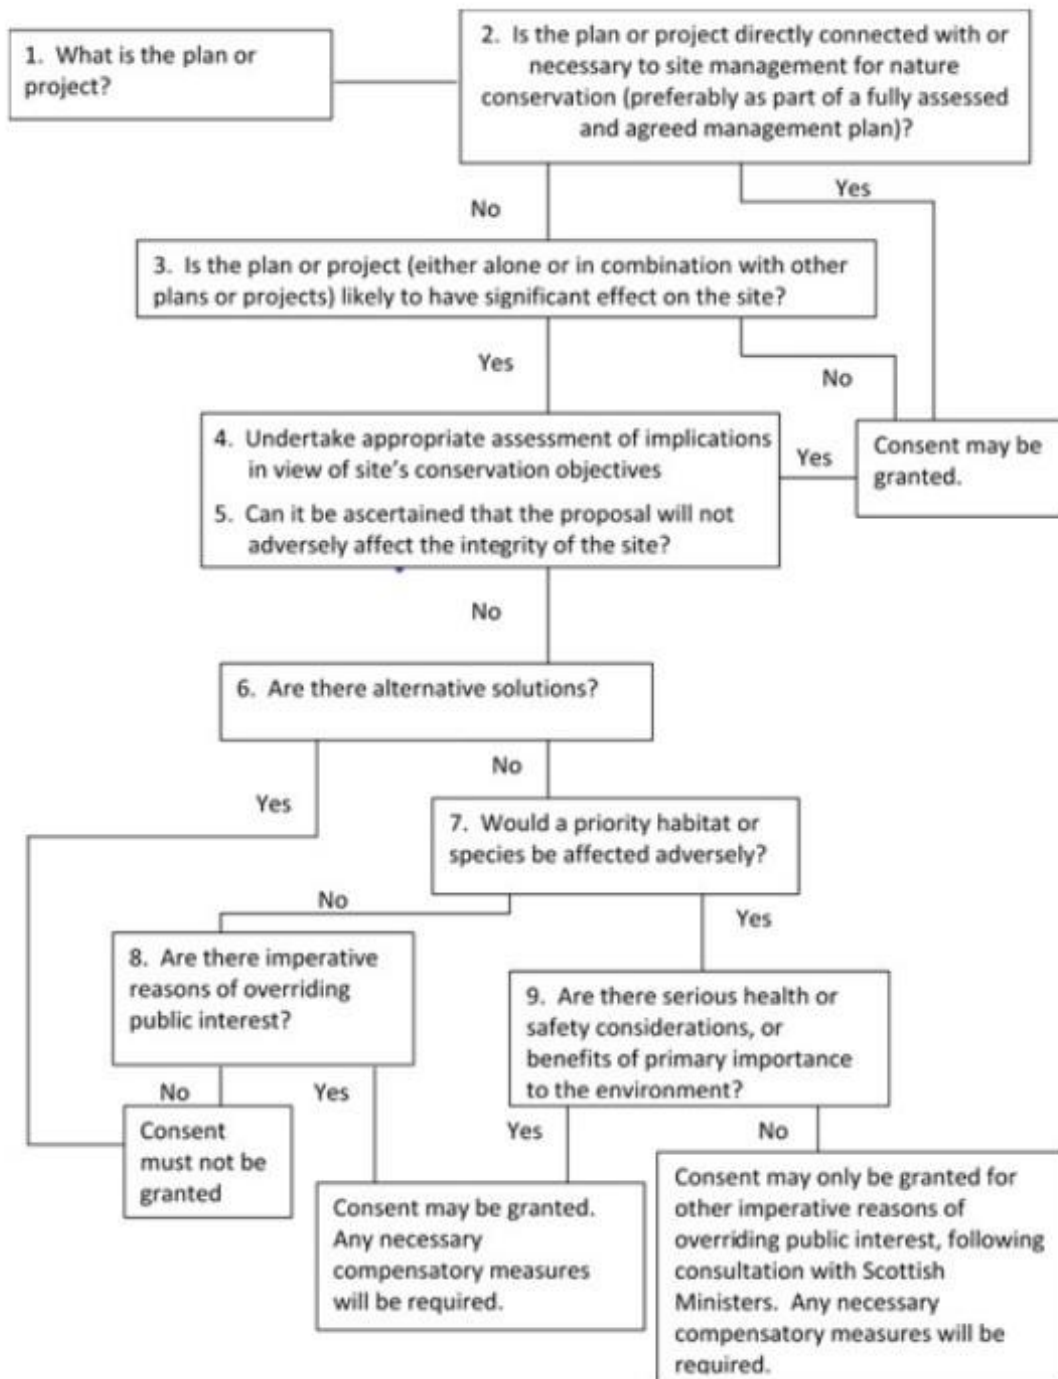 1. What is the plan or
project?
2. Is the plan or project directly connected with or
necessary to site management for nature
conservation (preferably as part of a fully assessed
and agreed management plan)?
No
Yes
3. Is the plan or project (either alone or in combination with other
plans or projects) likely to have significant effect on the site?
Yes
No
4. Undertake appropriate assessment of implications
in view of site's conservation objectives
5. Can it be ascertained that the proposal will not
adversely affect the integrity of the site?
Yes
Consent may be
granted.
No
6. Are there alternative solutions?
Yes
No
7. Would a priority habitat or
species be affected adversely?
No
Yes
8. Are there imperative
reasons of overriding
public interest?
9. Are there serious health or
safety considerations, or
benefits of primary importance
to the environment?
No
Yes
Yes
No
Consent
must not be
granted
Consent may be granted.
Any necessary
compensatory measures
will be required.
Consent may only be granted for
other imperative reasons of
overriding public interest, following
consultation with Scottish
Ministers. Any necessary
compensatory measures will be
required.